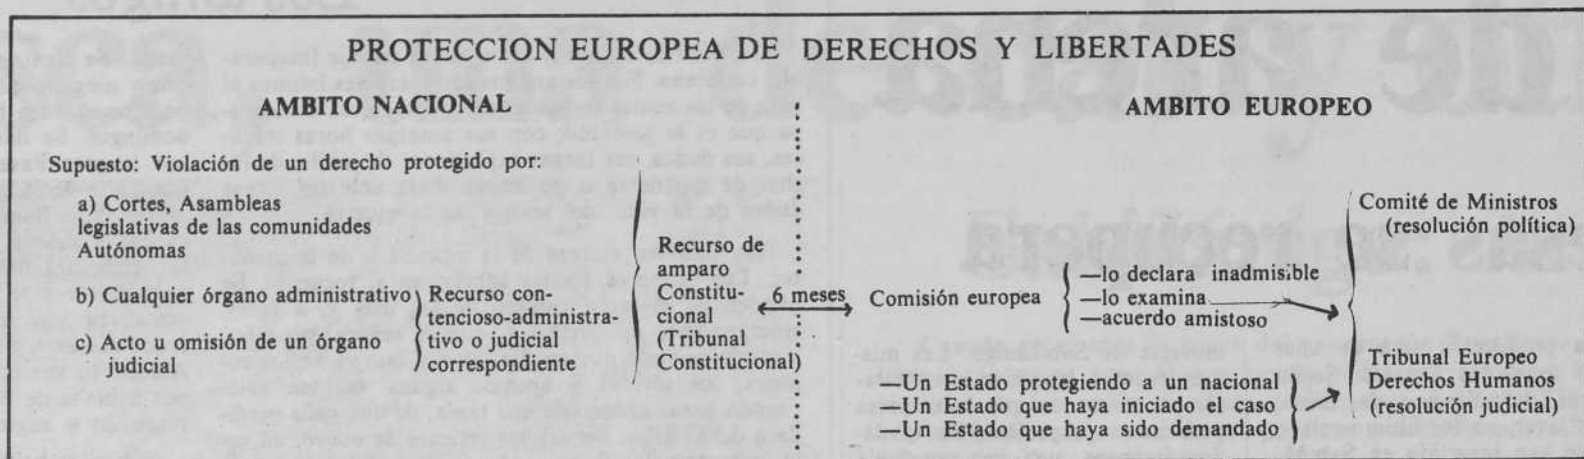 PROTECCION EUROPEA DE DERECHOS Y LIBERTADES
AMBITO NACIONAL
Supuesto: Violación de un derecho protegido por:
a) Cortes, Asambleas
legislativas de las comunidades
Autónomas
b) Cualquier órgano administrativo
c) Acto u omisión de un órgano
judicial
Recurso con-
tencioso-administra-
tivo o judicial
correspondiente
Recurso de
amparo
Constitu-
cional
(Tribunal
Constitucional)
6 meses
AMBITO EUROPEO
Comisión europea
—lo declara inadmisible
—lo examina
—acuerdo amistoso
—Un Estado protegiendo a un nacional
—Un Estado que haya iniciado el caso
—Un Estado que haya sido demandado
Comité de Ministros
(resolución política)
Tribunal Europeo
Derechos Humanos
(resolución judicial)